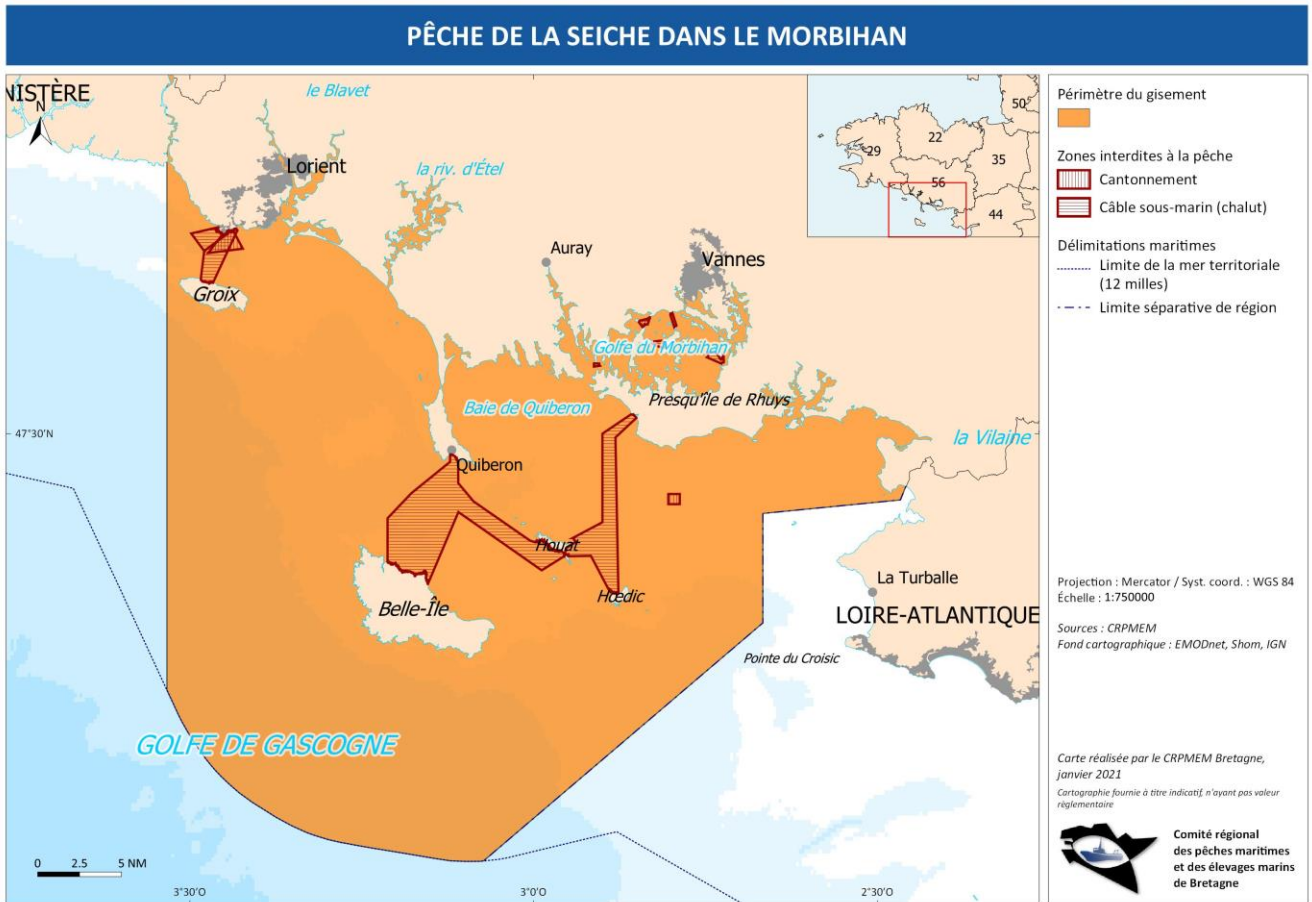 PÊCHE DE LA SEICHE DANS LE MORBIHAN
NISTÈRE
N
le Blavet
Lorient
la riv. d'Étel
Auray
Vannes
Groix
Golfe du Morbihan
Presqu'île de Rhuys
Baie de Quiberon
47°30'N
la Vilaine
Quiberon
Houat
Hœdic
Belle-Île
La Turballe
LOIRE-ATLANTIQUE
Pointe du Croisic
GOLFE DE GASCOGNE
0 2.5 5 NM
3°30'O
3°0'O
2°30'O
50
22
29
35
56
44
Périmètre du gisement
Zones interdites à la pêche
Cantonnement
Câble sous-marin (chalut)
Délimitations maritimes
Limite de la mer territoriale
(12 milles)
Limite séparative de région
Projection : Mercator / Syst. coord. : WGS 84
Échelle : 1:750000
Sources : CRPMEM
Fond cartographique : EMODnet, Shom, IGN
Carte réalisée par le CRPMEM Bretagne,
janvier 2021
Cartographie fournie à titre indicatif, n'ayant pas valeur
règlementaire
Comité régional
des pêches maritimes
et des élevages marins
de Bretagne